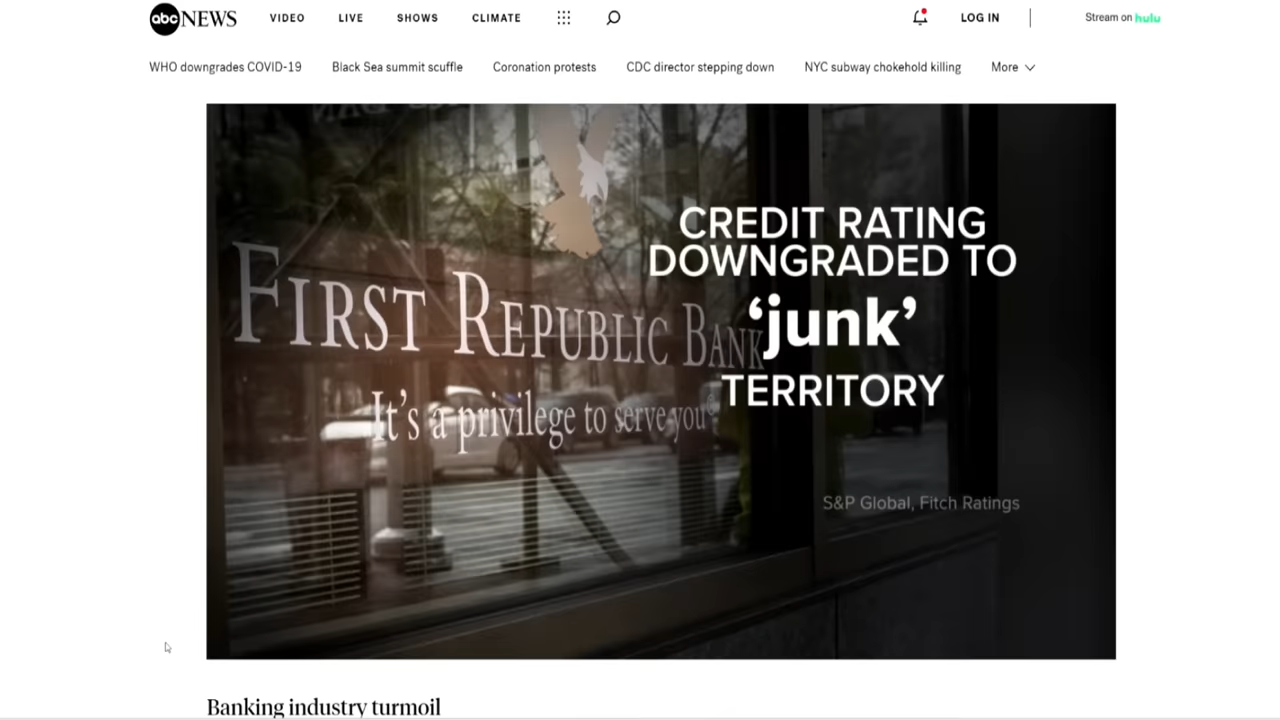 abc NEWS
VIDEO
LIVE
SHOWS
CLIMATE
LOG IN
Stream on hulu
WHO downgrades COVID-19
Black Sea summit scuffle
Coronation protests
CDC director stepping down
NYC subway chokehold killing
More
FIRST REPUBLIC BANK
It's a privilege to serve you®
CREDIT RATING
DOWNGRADED TO
‘junk’
TERRITORY
S&P Global, Fitch Ratings
Banking industry turmoil